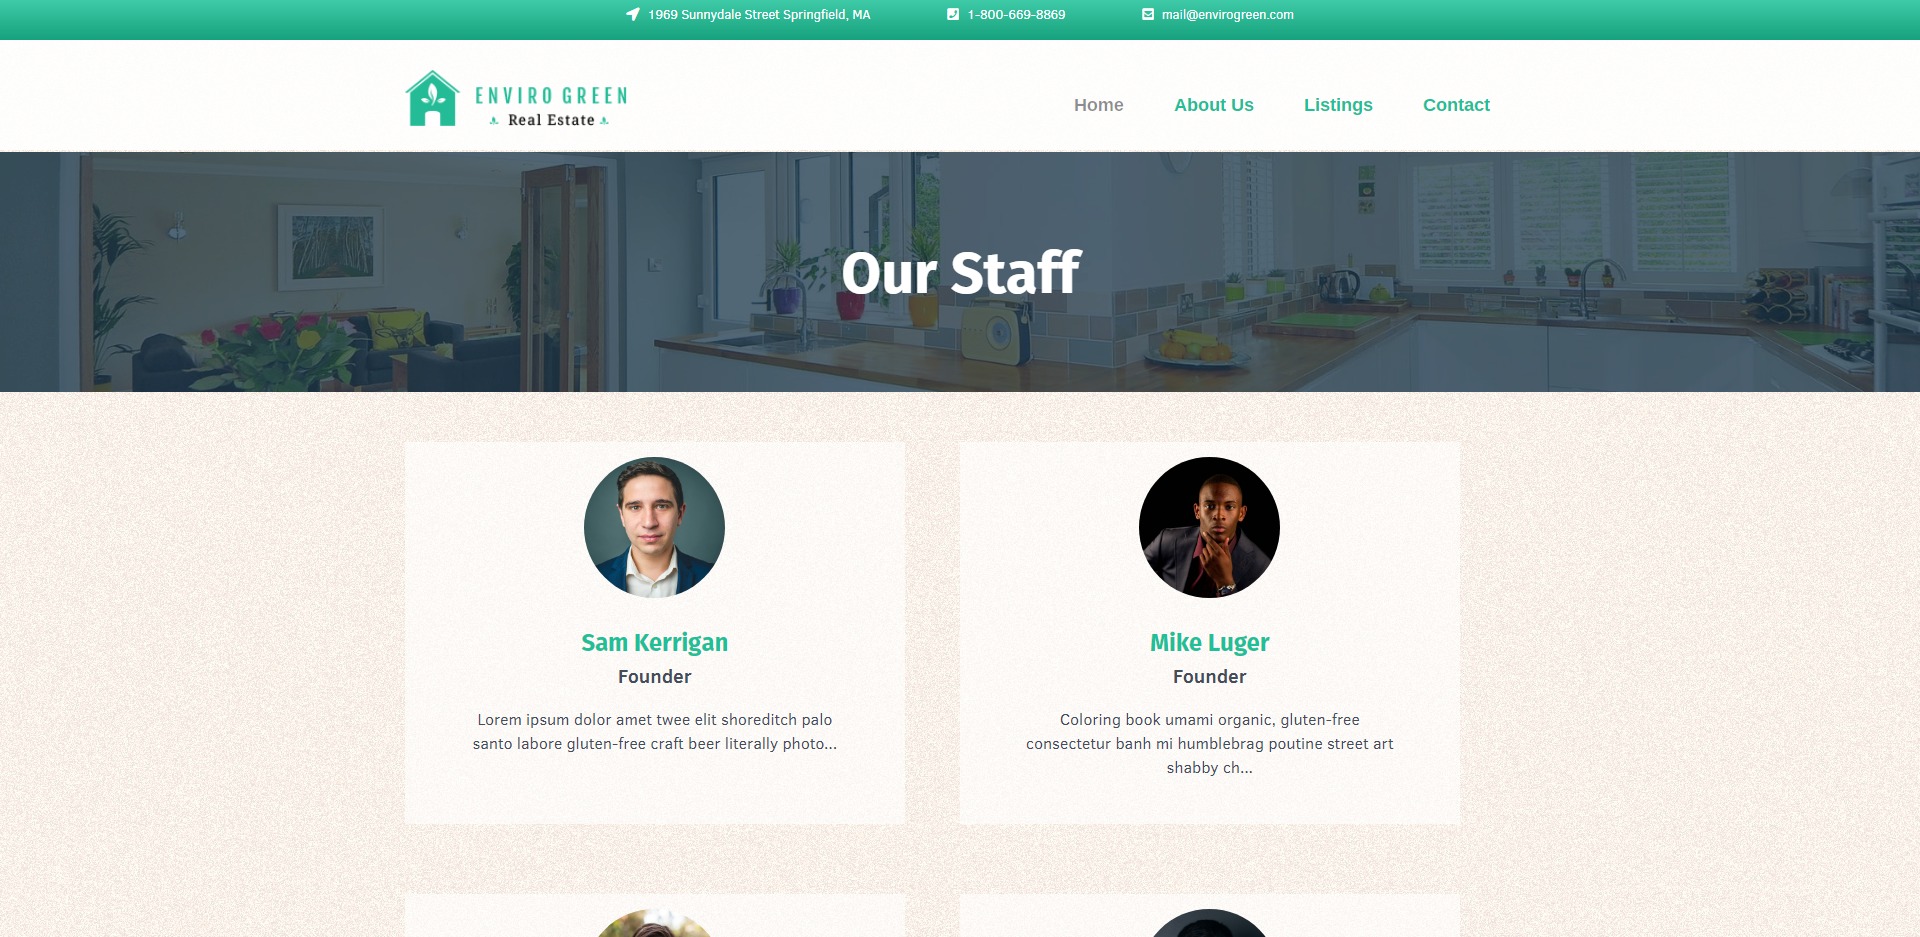 1969 Sunnydale Street Springfield, MA
1-800-669-8869
mail@envirogreen.com
ENVIRO GREEN
Real Estate
Home
About Us
Listings
Contact
Our Staff
Sam Kerrigan
Founder
Lorem ipsum dolor amet twee elit shoreditch palo
santo labore gluten-free craft beer literally photo...
Mike Luger
Founder
Coloring book umami organic, gluten-free
consectetur banh mi humblebrag poutine street art
shabby ch...